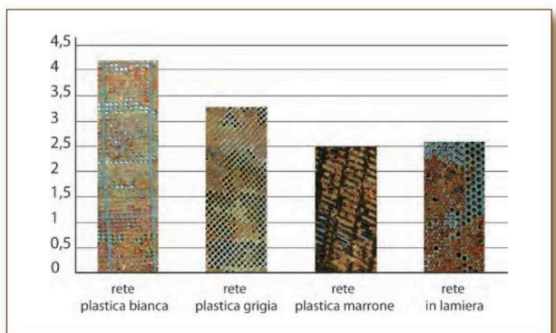 4,5
4
3,5
3
2,5
2
1,5
1
0,5
0
rete
plastica bianca
rete
plastica grigia
rete
plastica marrone
rete
in lamiera